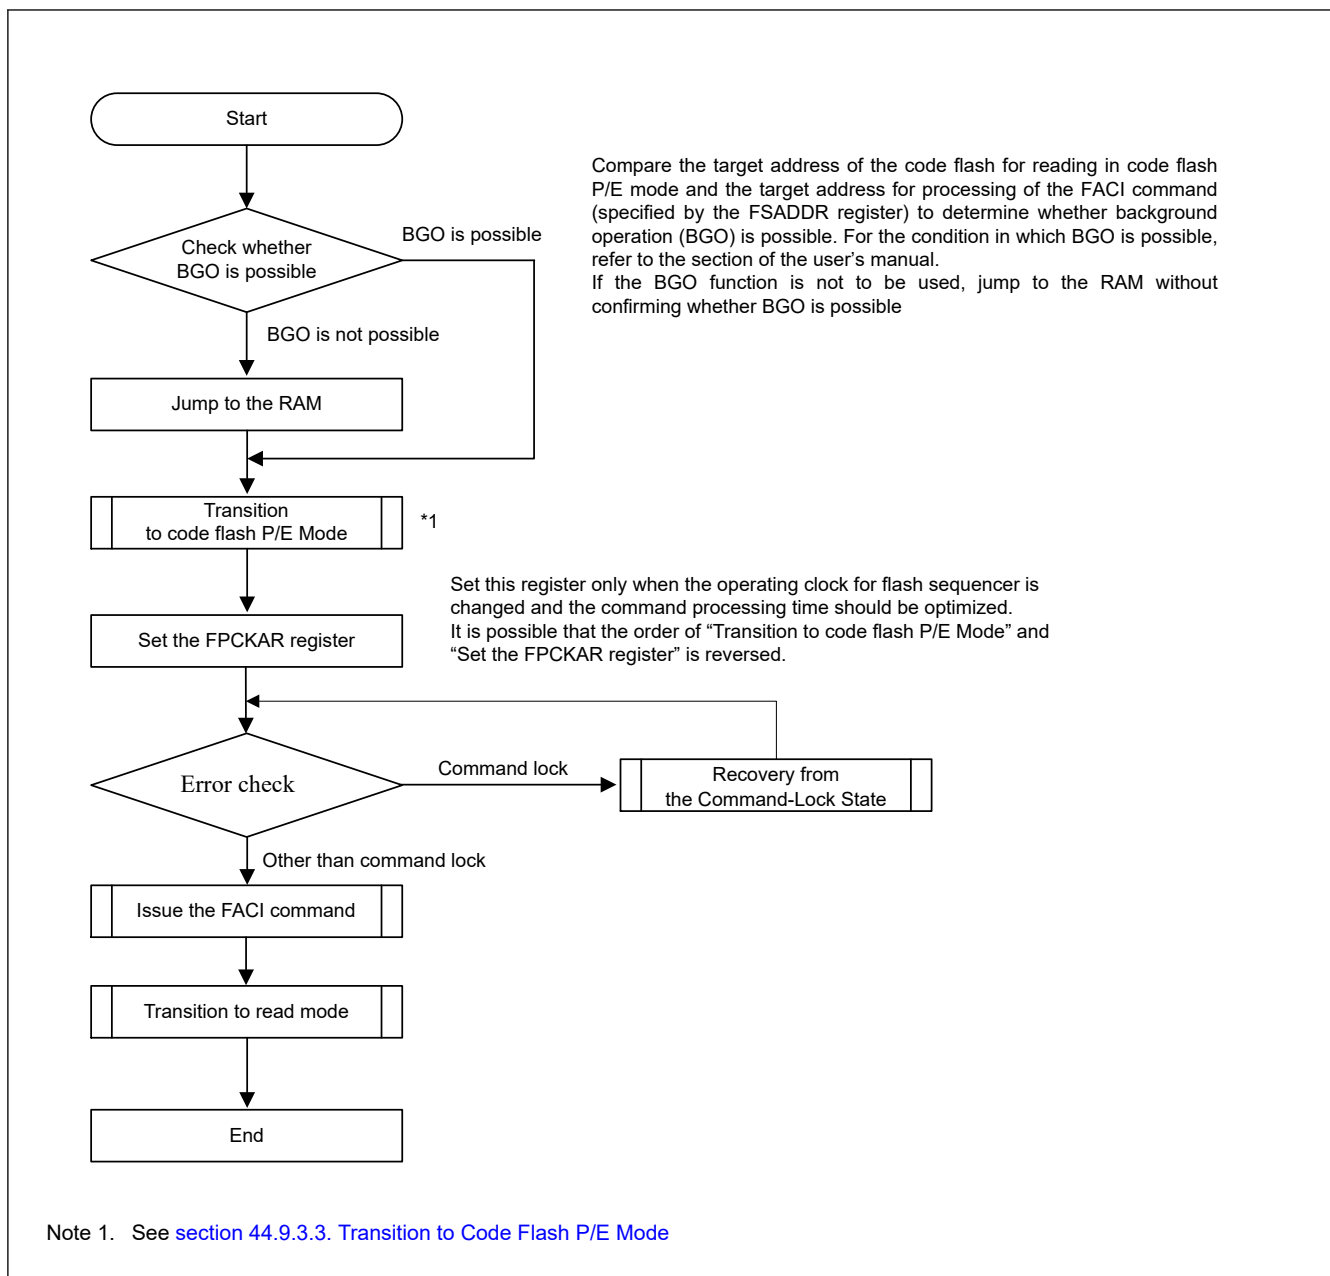 Start
Compare the target address of the code flash for reading in code flash
P/E mode and the target address for processing of the FACI command
(specified by the FSADDR register) to determine whether background
operation (BGO) is possible. For the condition in which BGO is possible,
refer to the section of the user's manual.
If the BGO function is not to be used, jump to the RAM without
confirming whether BGO is possible
Check whether
BGO is possible
BGO is possible
BGO is not possible
Jump to the RAM
Transition
to code flash P/E Mode
*1
Set this register only when the operating clock for flash sequencer is
changed and the command processing time should be optimized.
It is possible that the order of “Transition to code flash P/E Mode” and
“Set the FPCKAR register” is reversed.
Set the FPCKAR register
Error check
Command lock
Recovery from
the Command-Lock State
Other than command lock
Issue the FACI command
Transition to read mode
End
Note 1. See section 44.9.3.3. Transition to Code Flash P/E Mode